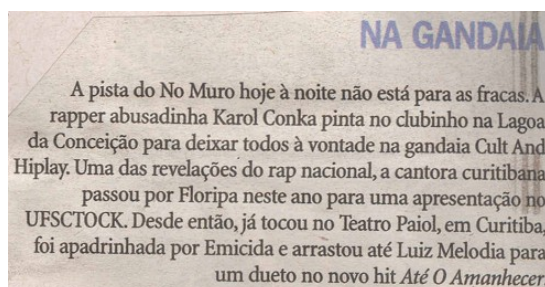 NA GANDAIA
A pista do No Muro hoje à noite não está para as fracas. A
rapper abusadinha Karol Conka pinta no clubinho na Lagoa
da Conceição para deixar todos à vontade na gandaia Cult And
Hiplay. Uma das revelações do rap nacional, a cantora curitibana
passou por Floripa neste ano para uma apresentação no
UFSCTOCK. Desde então, já tocou no Teatro Paiol, em Curitiba,
foi apadrinhada por Emicida e arrastou até Luiz Melodia para
um dueto no novo hit Até O Amanhecer.